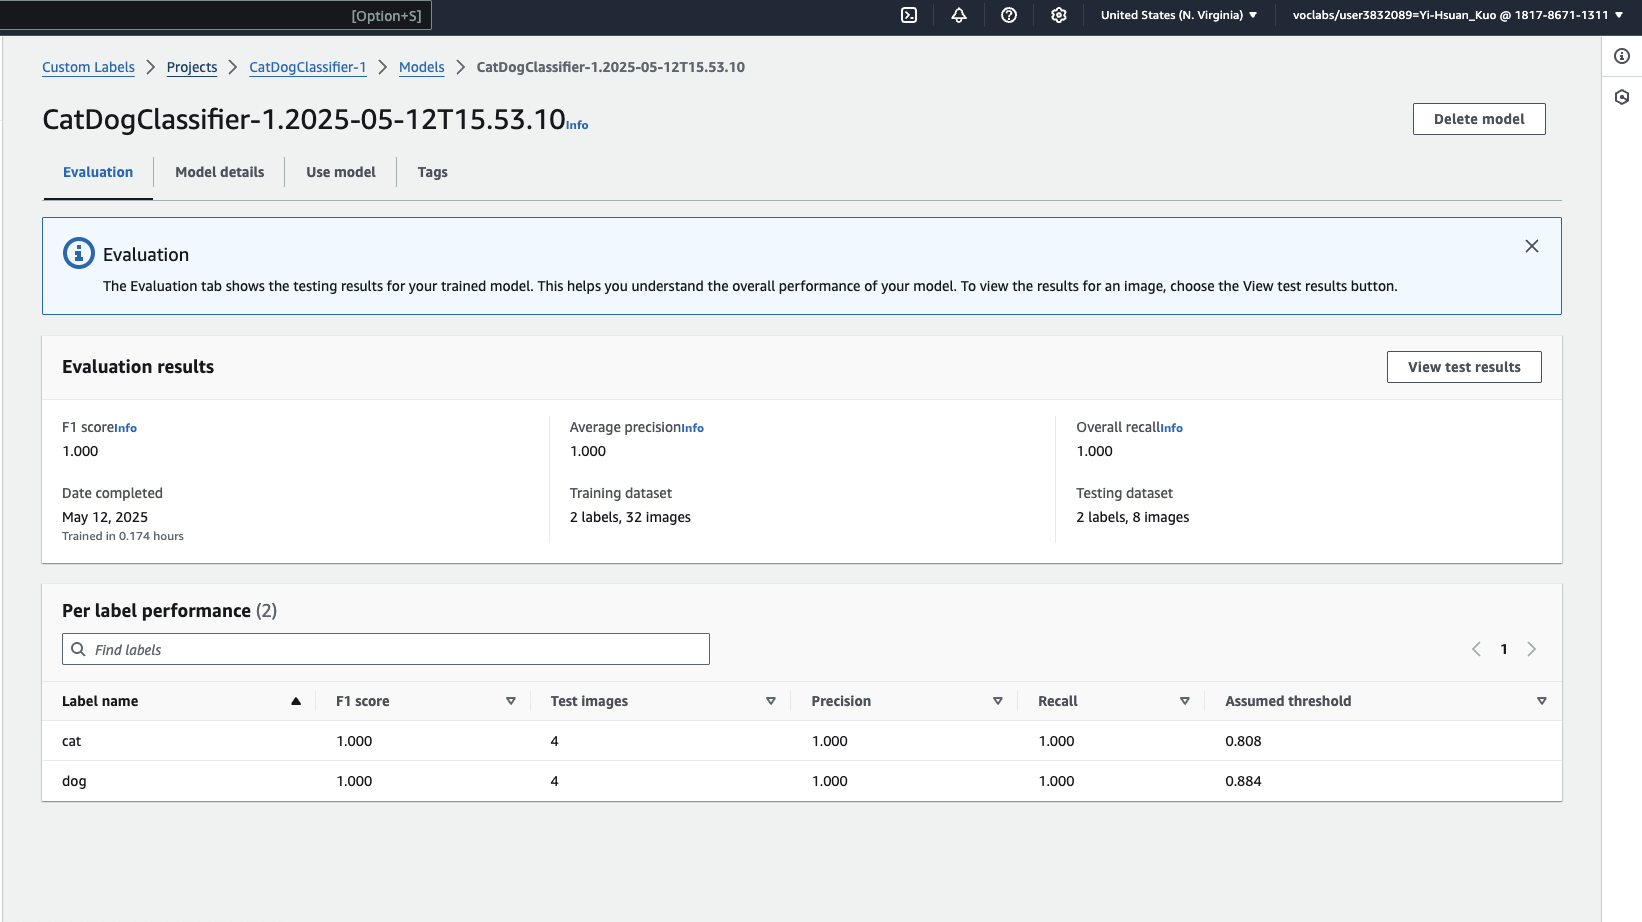 [Option+S]
United States (N. Virginia)
voclabs/user3832089=Yi-Hsuan_Kuo @ 1817-8671-1311
Custom Labels
Projects
CatDogClassifier-1
Models
CatDogClassifier-1.2025-05-12T15.53.10
CatDogClassifier-1.2025-05-12T15.53.10 Info
Delete model
Evaluation
Model details
Use model
Tags
Evaluation
The Evaluation tab shows the testing results for your trained model. This helps you understand the overall performance of your model. To view the results for an image, choose the View test results button.
Evaluation results
View test results
F1 score Info
1.000
Average precision Info
1.000
Overall recall Info
1.000
Date completed
May 12, 2025
Trained in 0.174 hours
Training dataset
2 labels, 32 images
Testing dataset
2 labels, 8 images
Per label performance (2)
Find labels
1
Label name F1 score Test images Precision Recall Assumed threshold
cat 1.000 4 1.000 1.000 0.808
dog 1.000 4 1.000 1.000 0.884